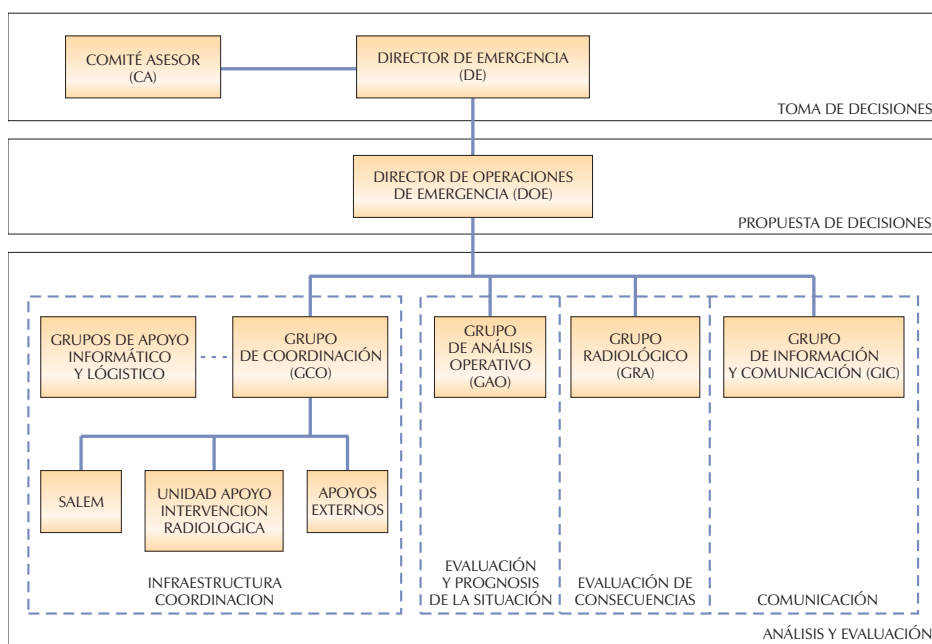 COMITÉ ASESOR
(CA)
DIRECTOR DE EMERGENCIA
(DE)
TOMA DE DECISIONES
DIRECTOR DE OPERACIONES
DE EMERGENCIA (DOE)
PROPUESTA DE DECISIONES
GRUPOS DE APOYO
INFORMÁTICO
Y LÓGISTICO
GRUPO
DE COORDINACIÓN
(GCO)
GRUPO
DE ANÁLISIS
OPERATIVO
(GAO)
GRUPO
RADIOLÓGICO
(GRA)
GRUPO
DE INFORMACIÓN
Y COMUNICACIÓN (GIC)
SALEM
UNIDAD APOYO
INTERVENCION
RADIOLOGICA
APOYOS
EXTERNOS
INFRAESTRUCTURA
COORDINACION
EVALUACIÓN
Y PROGNOSIS
DE LA SITUACIÓN
EVALUACIÓN DE
CONSECUENCIAS
COMUNICACIÓN
ANÁLISIS Y EVALUACIÓN